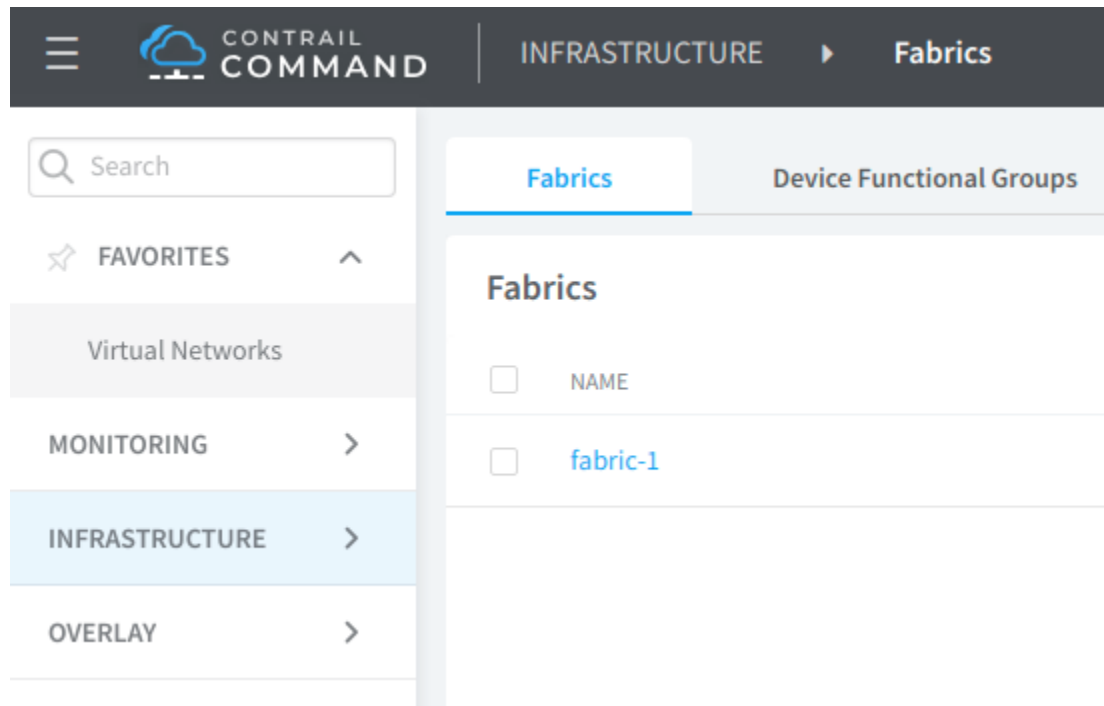 CONTRAIL
COMMAND
INFRASTRUCTURE Fabrics
Search
FAVORITES
Virtual Networks
MONITORING
INFRASTRUCTURE
OVERLAY
Fabrics Device Functional Groups
Fabrics
NAME
fabric-1